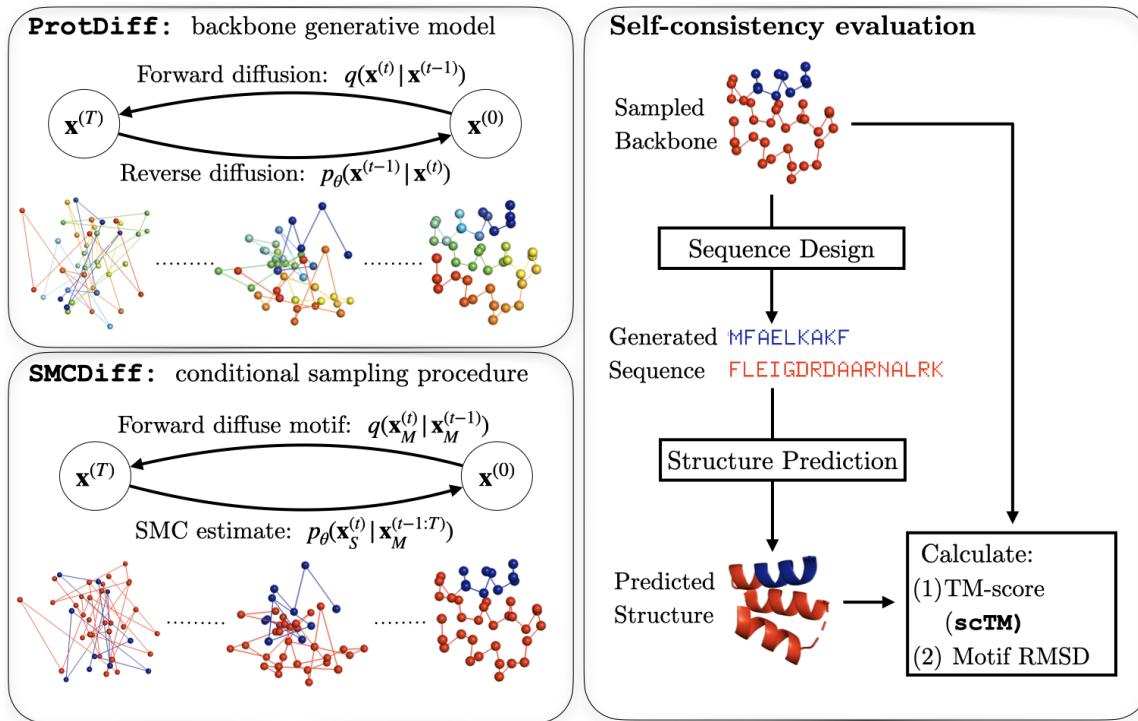 ProtDiff: backbone generative model
Forward diffusion: q(x^(t) | x^(t−1))
x^(T)
x^(0)
Reverse diffusion: p_θ(x^(t−1) | x^(t))
SMCDiff: conditional sampling procedure
Forward diffuse motif: q(x_M^(t) | x_M^(t−1))
x^(T)
x^(0)
SMC estimate: p_θ(x_S^(t) | x_M^(t−1:T))
Self-consistency evaluation
Sampled
Backbone
Sequence Design
Generated MFAELKAKF
Sequence FLEIGDRDAARNALRK
Structure Prediction
Predicted
Structure
Calculate:
(1) TM-score
(scTM)
(2) Motif RMSD